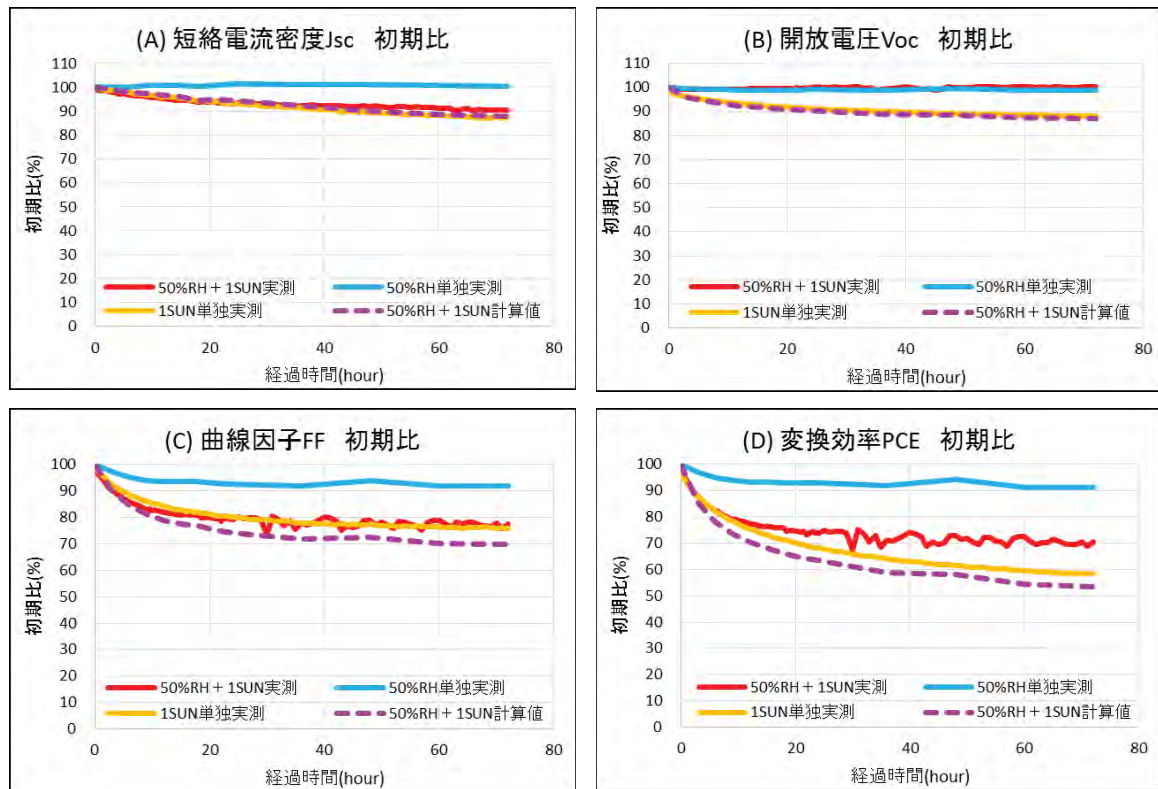 (A) 短絡電流密度Jsc 初期比
初期比(%)
100
90
80
70
60
50
40
30
20
10
0
50%RH+1SUN実測
50%RH単独実測
1SUN単独実測
50%RH+1SUN計算値
0 20 40 60 80
経過時間(hour)
(B) 開放電圧Voc 初期比
初期比(%)
100
90
80
70
60
50
40
30
20
10
0
50%RH+1SUN実測
50%RH単独実測
1SUN単独実測
50%RH+1SUN計算値
0 20 40 60 80
経過時間(hour)
(C) 曲線因子FF 初期比
初期比(%)
100
90
80
70
60
50
40
30
20
10
0
50%RH+1SUN実測
50%RH単独実測
1SUN単独実測
50%RH+1SUN計算値
0 20 40 60 80
経過時間(hour)
(D) 変換効率PCE 初期比
初期比(%)
100
90
80
70
60
50
40
30
20
10
0
50%RH+1SUN実測
50%RH単独実測
1SUN単独実測
50%RH+1SUN計算値
0 20 40 60 80
経過時間(hour)